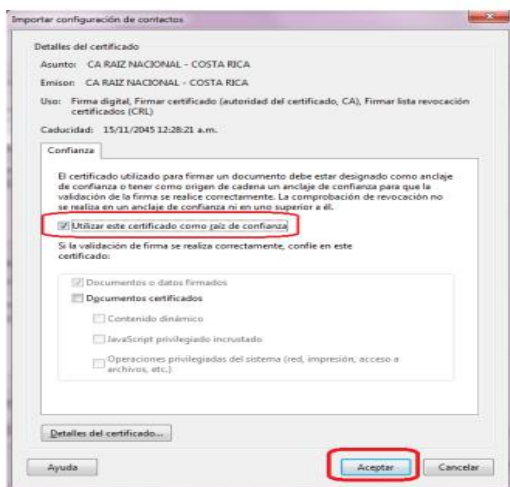 Importar configuración de contactos
Detalles del certificado
Asunto: CA RAIZ NACIONAL - COSTA RICA
Emisor: CA RAIZ NACIONAL - COSTA RICA
Uso: Firma digital, Firmar certificado (autoridad del certificado, CA), Firmar lista revocación
certificados (CRL)
Caducidad: 15/11/2045 12:28:21 a.m.
Confianza
El certificado utilizado para firmar un documento debe estar designado como anclaje
de confianza o tener como origen de cadena un anclaje de confianza para que la
validación de la firma se realice correctamente. La comprobación de revocación no
se realiza en un anclaje de confianza ni en uno superior a él.
Utilizar este certificado como raíz de confianza
Si la validación de firma se realiza correctamente, confíe en este
certificado:
Documentos o datos firmados
Documentos certificados
Contenido dinámico
JavaScript privilegiado incrustado
Operaciones privilegiadas del sistema (red, impresión, acceso a
archivos, etc.)
Detalles del certificado...
Ayuda
Aceptar
Cancelar